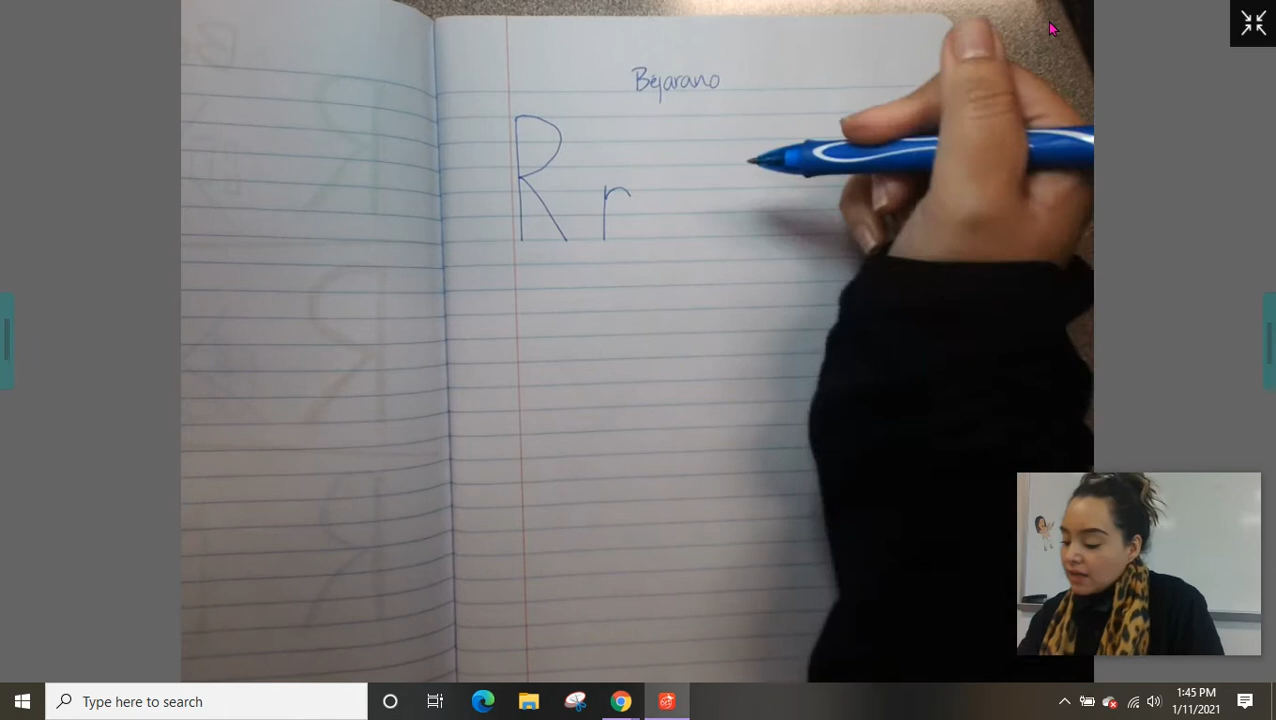 Bejarano
R r
Type here to search
1:45 PM
1/11/2021